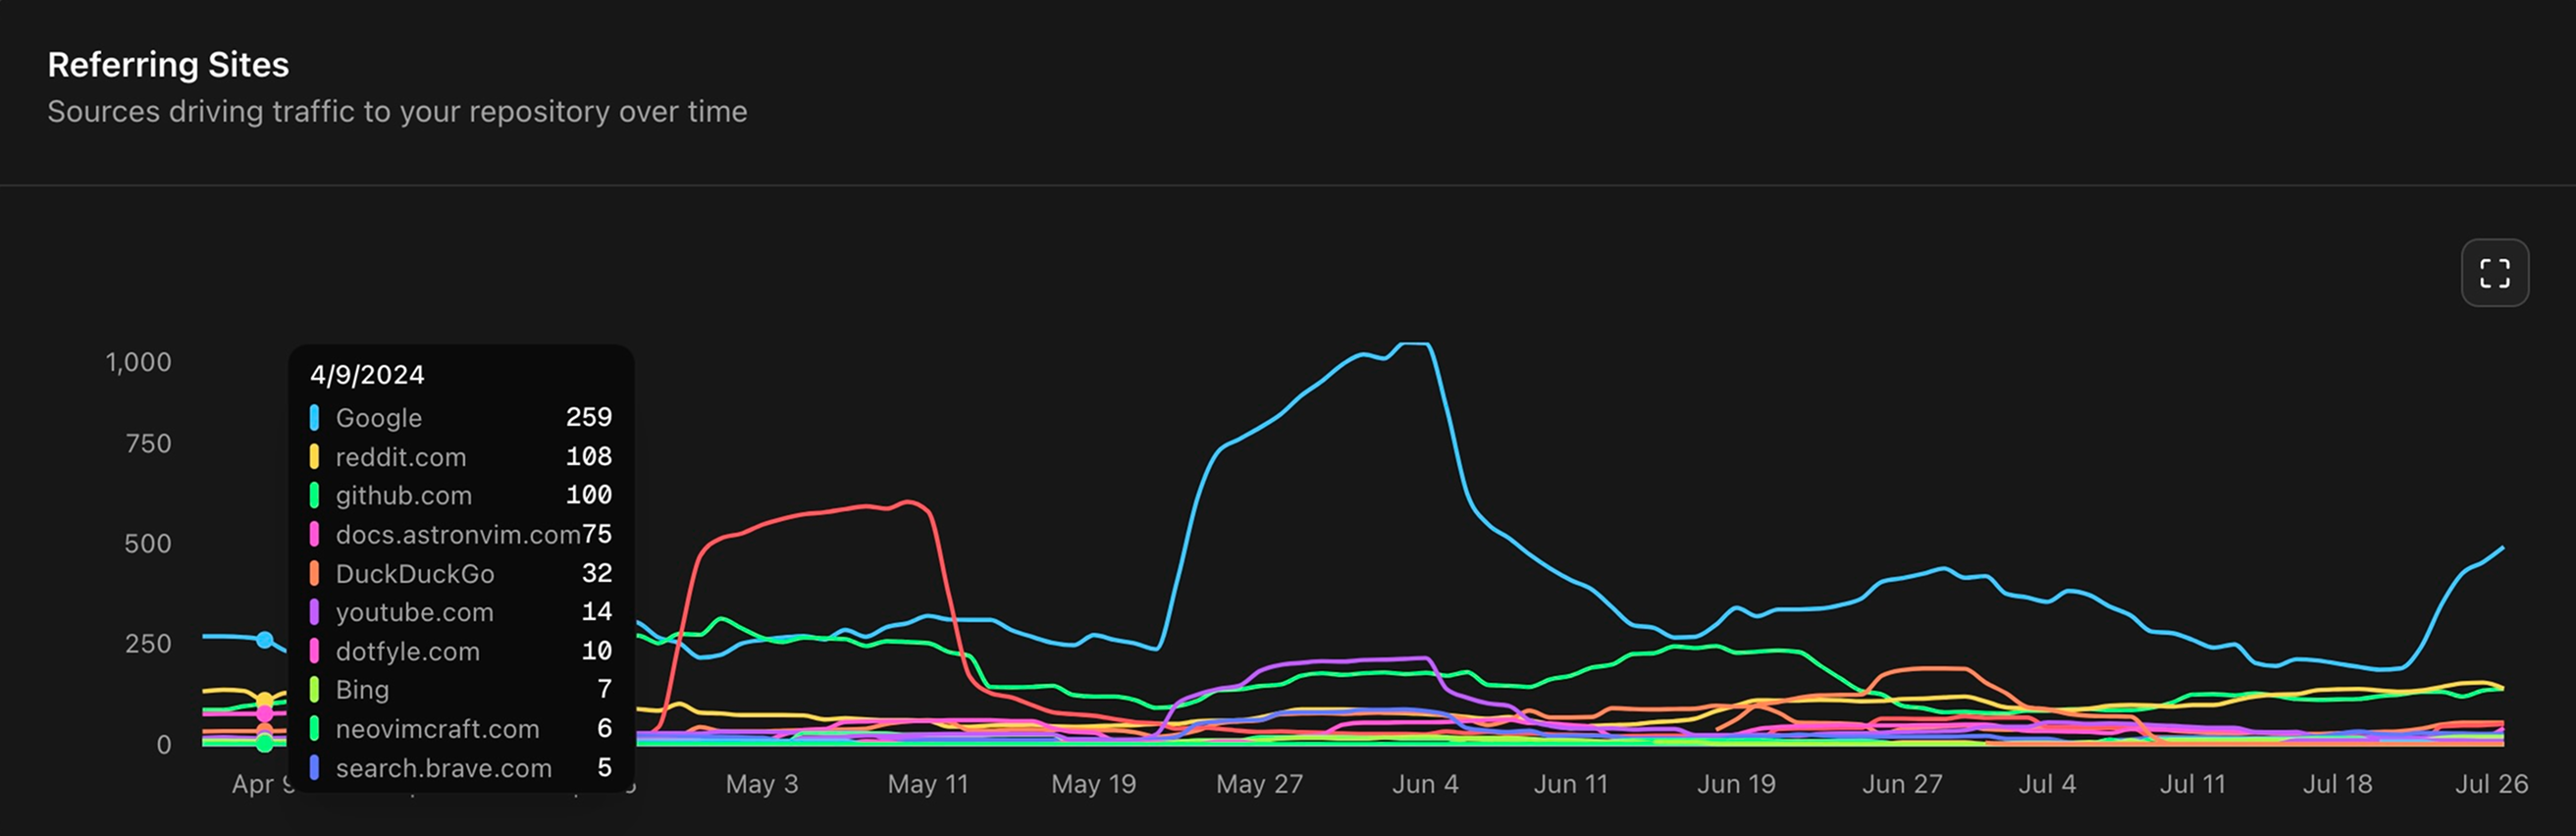 Referring Sites
Sources driving traffic to your repository over time
1,000
750
500
250
0
4/9/2024
Google 259
reddit.com 108
github.com 100
docs.astronvim.com75
DuckDuckGo 32
youtube.com 14
dotfyle.com 10
Bing 7
neovimcraft.com 6
search.brave.com 5
Apr 9 May 3 May 11 May 19 May 27 Jun 4 Jun 11 Jun 19 Jun 27 Jul 4 Jul 11 Jul 18 Jul 26